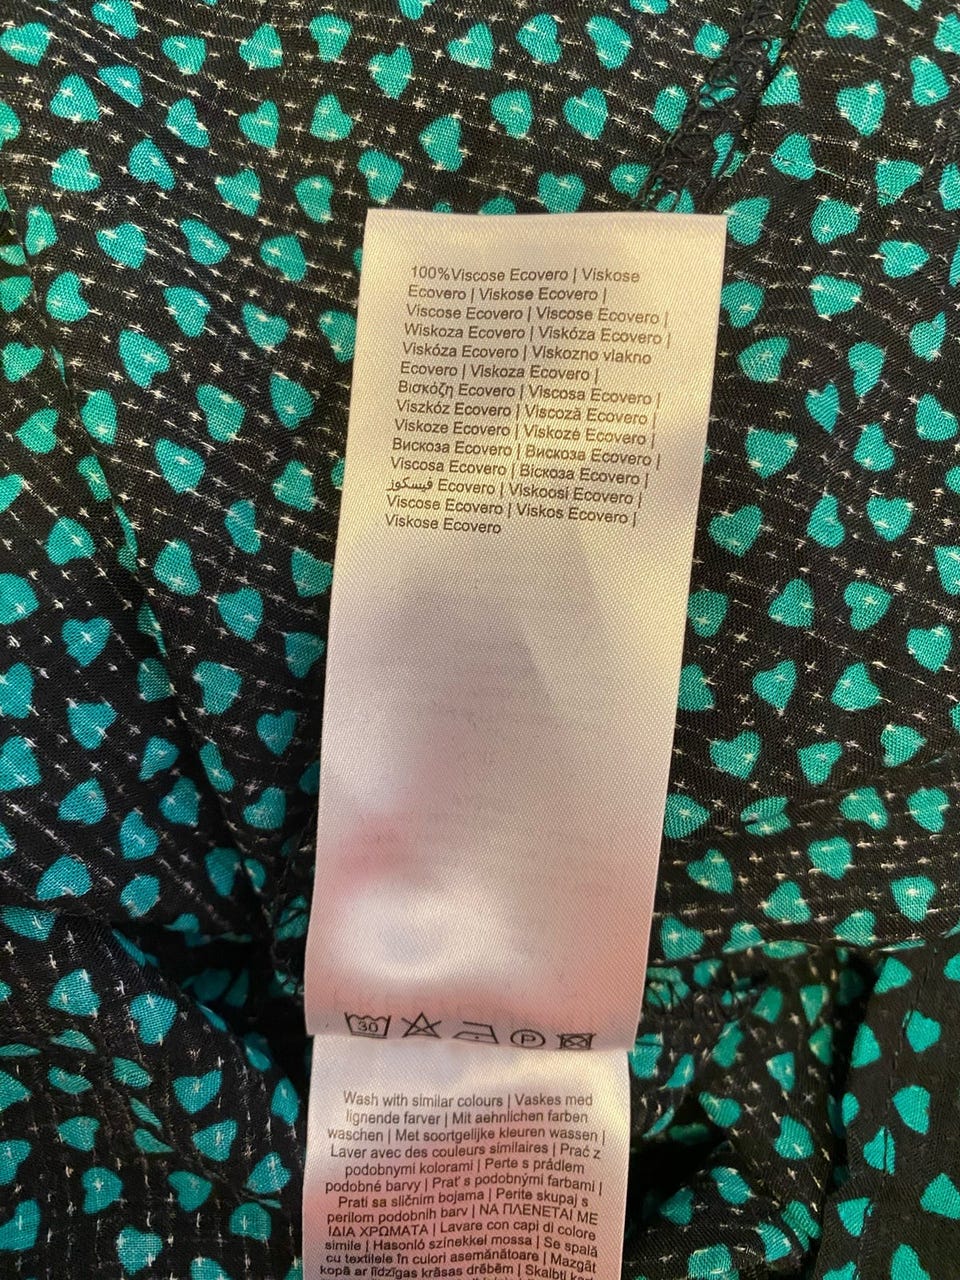 100%Viscose Ecovero | Viskose
Ecovero | Viskose Ecovero |
Viscose Ecovero | Viscose Ecovero |
Wiskoza Ecovero | Viskóza Ecovero |
Viskóza Ecovero | Viskozno vlakno
Ecovero | Viskoza Ecovero |
Βισκόζη Ecovero | Viscosa Ecovero |
Viszkóz Ecovero | Viscoză Ecovero |
Viskoze Ecovero | Viskozé Ecovero |
Вискоза Ecovero | Вискоза Ecovero |
Viscosa Ecovero | Віскоза Ecovero |
فيسكوز Ecovero | Viskoosi Ecovero |
Viscose Ecovero | Viskos Ecovero |
Viskose Ecovero
30 P
Wash with similar colours | Vaskes med
lignende farver | Mit aehnlichen farben
waschen | Met soortgelijke kleuren wassen |
Laver avec des couleurs similaires | Prać z
podobnymi kolorami | Perte s prádlem
podobné barvy | Prať s podobnými farbami |
Prati sa sličnim bojama | Perite skupaj s
perilom podobnih barv | ΝΑ ΠΛΕΝΕΤΑΙ ΜΕ
ΙΔΙΑ ΧΡΩΜΑΤΑ | Lavare con capi di colore
simile | Hasonló színekkel mossa | Se spală
cu textilele în culori asemănătoare | Mazgāt
kopā ar līdzīgas krāsas drēbēm | Skalbti kart